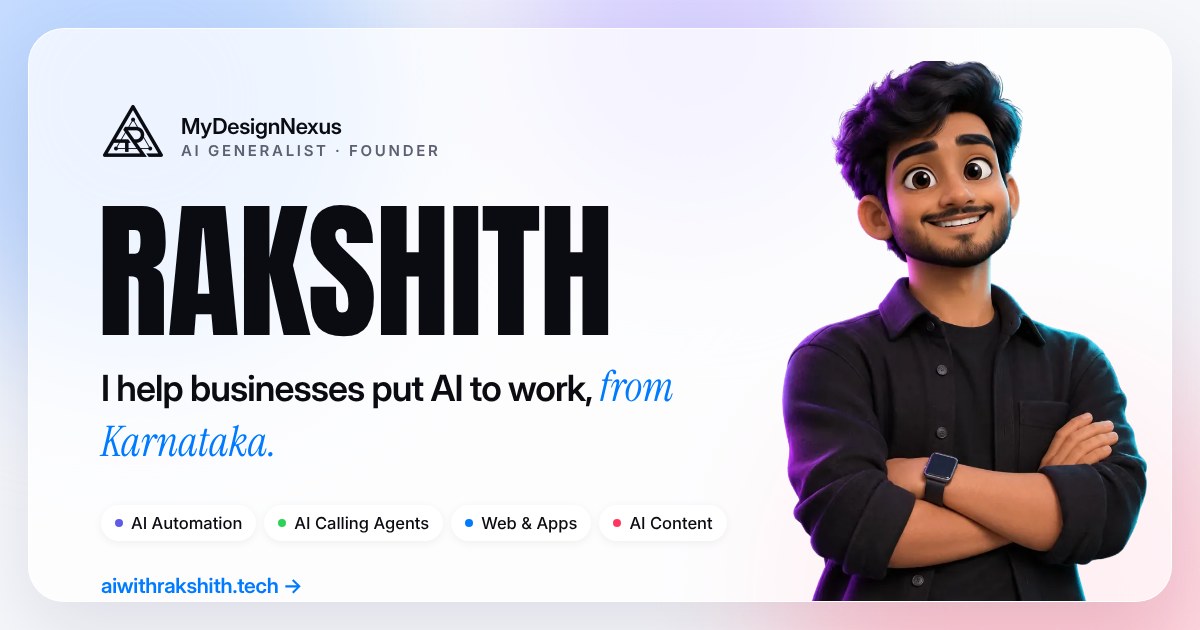 MyDesignNexus
AI GENERALIST · FOUNDER
RAKSHITH
I help businesses put AI to work, from
Karnataka.
AI Automation
AI Calling Agents
Web & Apps
AI Content
aiwithrakshith.tech →